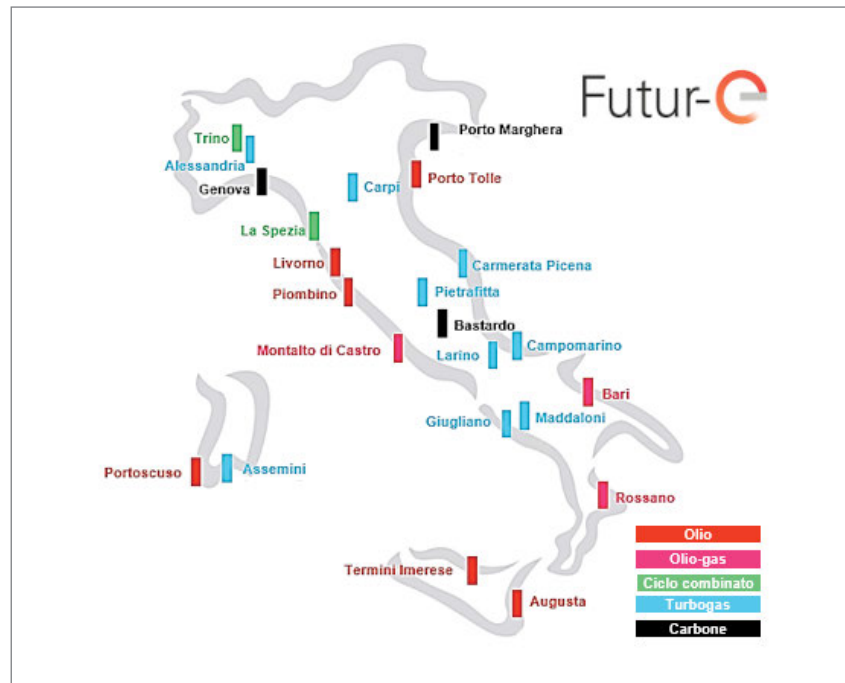 Futur-e
Porto Marghera
Trino
Alessandria
Genova
Carpi
Porto Tolle
La Spezia
Livorno
Carmerata Picena
Piombino
Pietrafitta
Bastardo
Montalto di Castro
Larino
Campomarino
Bari
Giugliano
Maddaloni
Portoscuso
Assemini
Rossano
Termini Imerese
Augusta
Olio
Olio-gas
Ciclo combinato
Turbogas
Carbone